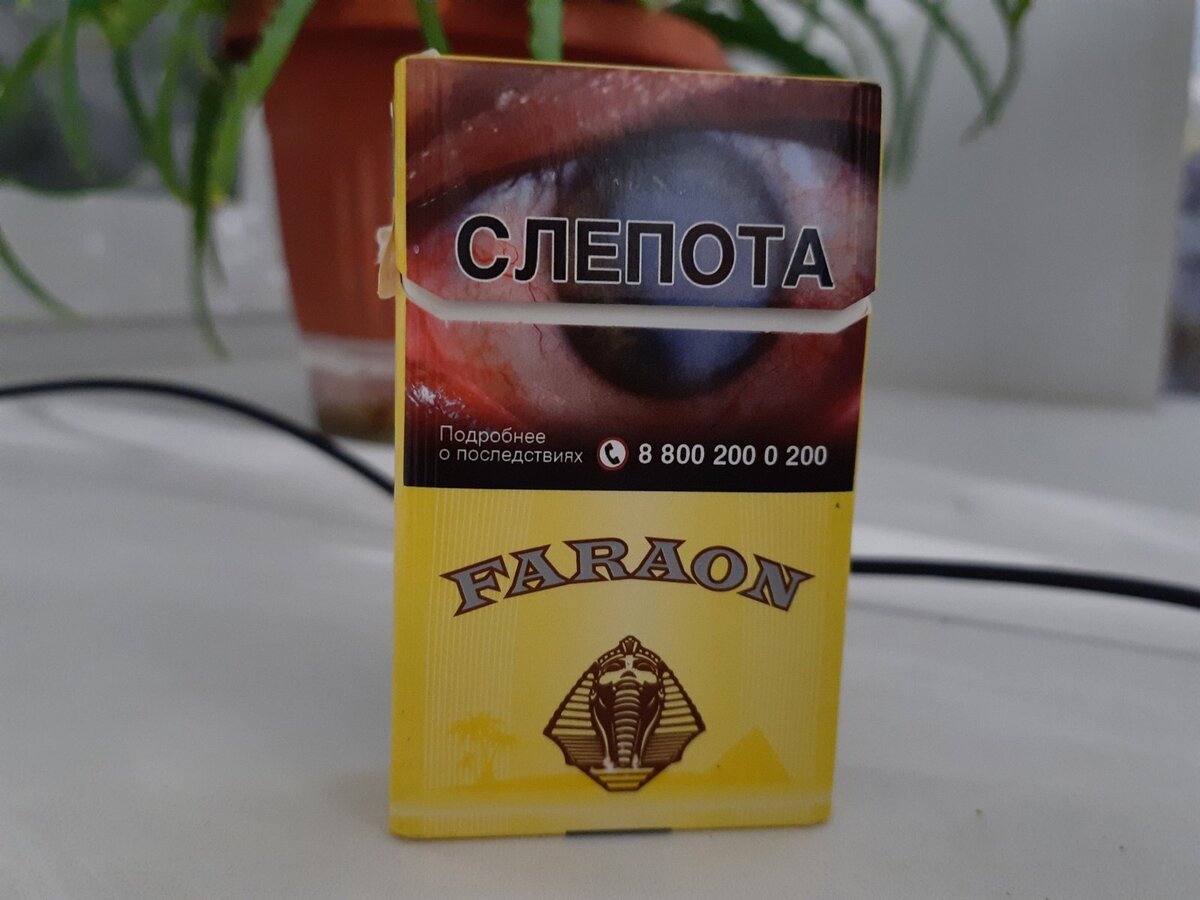 СЛЕПОТА
Подробнее
о последствиях 8 800 200 0 200
FARAON